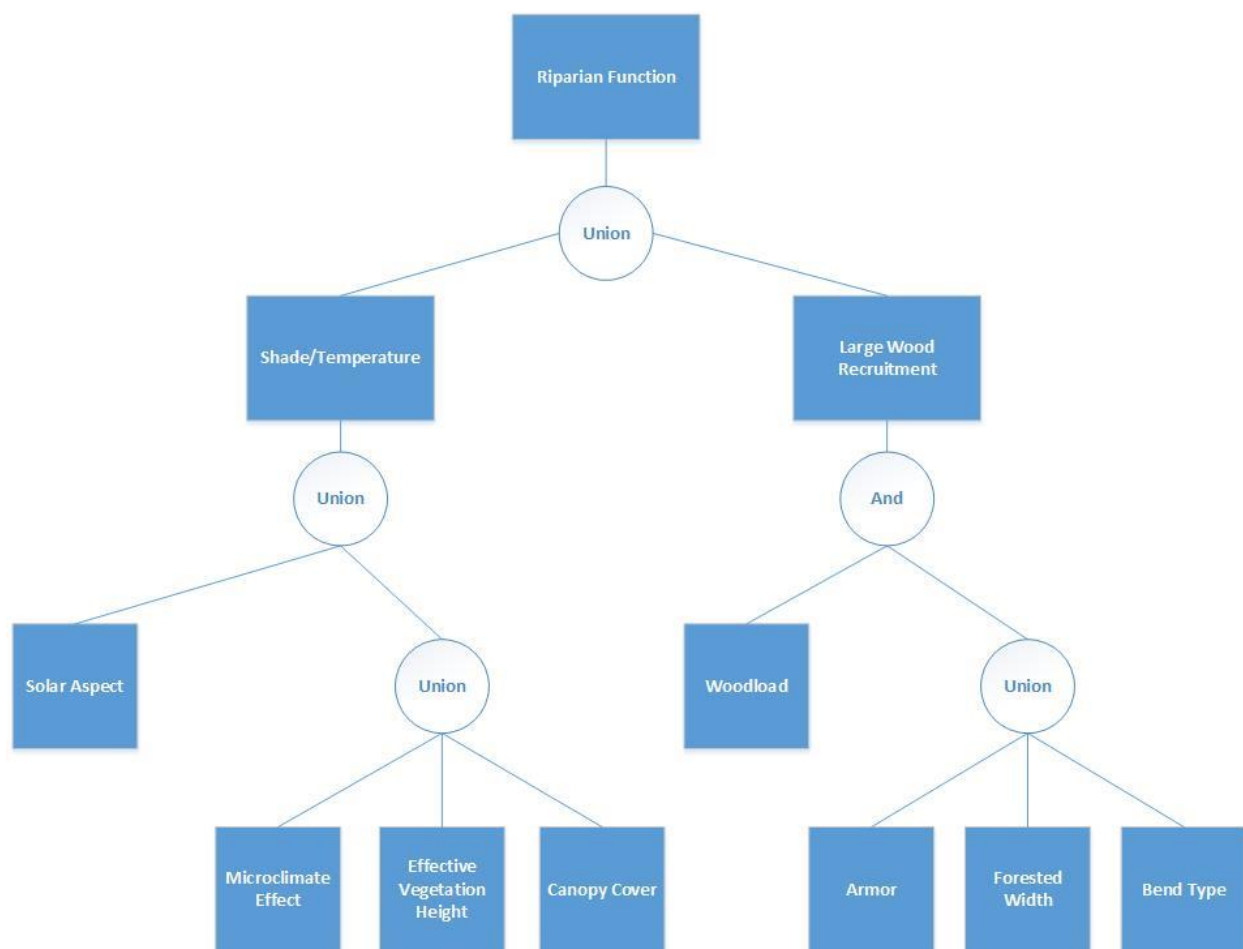 Riparian Function
Union
Shade/Temperature
Large Wood
Recruitment
Union
And
Solar Aspect
Union
Woodload
Union
Microclimate
Effect
Effective
Vegetation
Height
Canopy Cover
Armor
Forested
Width
Bend Type